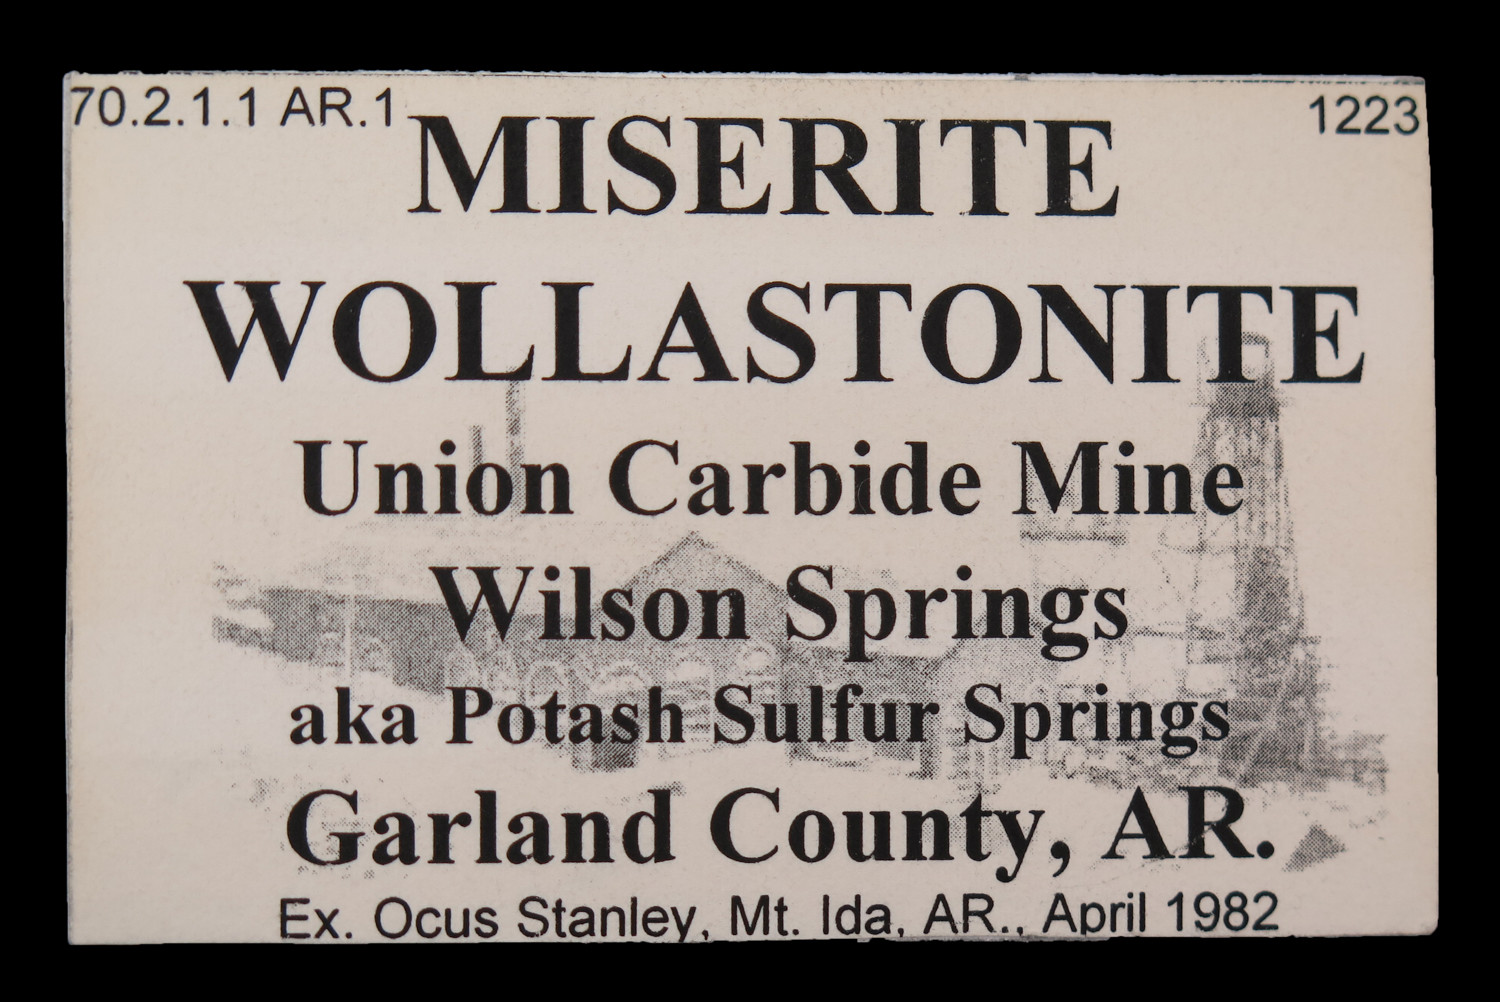 70.2.1.1 AR.1
1223
MISERITE
WOLLASTONITE
Union Carbide Mine
Wilson Springs
aka Potash Sulfur Springs
Garland County, AR.
Ex. Ocus Stanley, Mt. Ida, AR., April 1982